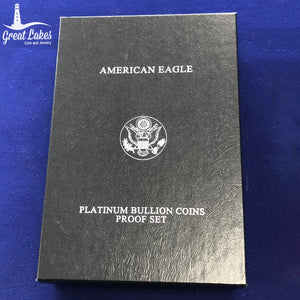 Great Lakes
Coin and Jewelry
AMERICAN EAGLE
PLATINUM BULLION COINS
PROOF SET